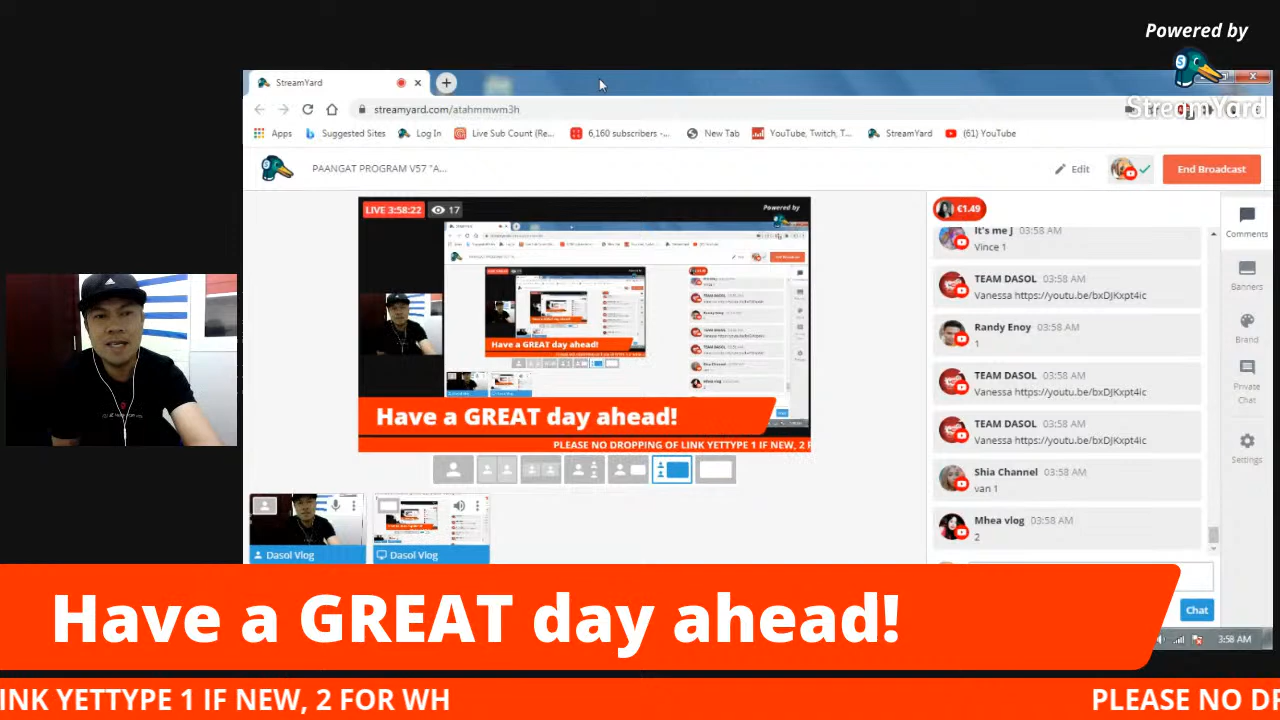 Powered by
StreamYard
StreamYard
streamyard.com/atahmmwm3h
Apps
Suggested Sites
Log In
Live Sub Count (Re...
6,160 subscribers -...
New Tab
YouTube, Twitch, T...
StreamYard
(61) YouTube
PAANGAT PROGRAM V57 "A...
Edit
End Broadcast
LIVE 3:58:22
17
Powered by
Have a GREAT day ahead!
Have a GREAT day ahead!
PLEASE NO DROPPING OF LINK YETTYPE 1 IF NEW, 2 F
Dasol Vlog
Dasol Vlog
€1.49
It's me J 03:58 AM
Vince 1
TEAM DASOL 03:58 AM
Vanessa https://youtu.be/bxDJKxpt4ic
Randy Enoy 03:58 AM
1
TEAM DASOL 03:58 AM
Vanessa https://youtu.be/bxDJKxpt4ic
TEAM DASOL 03:58 AM
Vanessa https://youtu.be/bxDJKxpt4ic
Shia Channel 03:58 AM
van 1
Mhea vlog 03:58 AM
2
Comments
Banners
Brand
Private
Chat
Settings
Chat
3:58 AM
Have a GREAT day ahead!
INK YETTYPE 1 IF NEW, 2 FOR WH
PLEASE NO DR